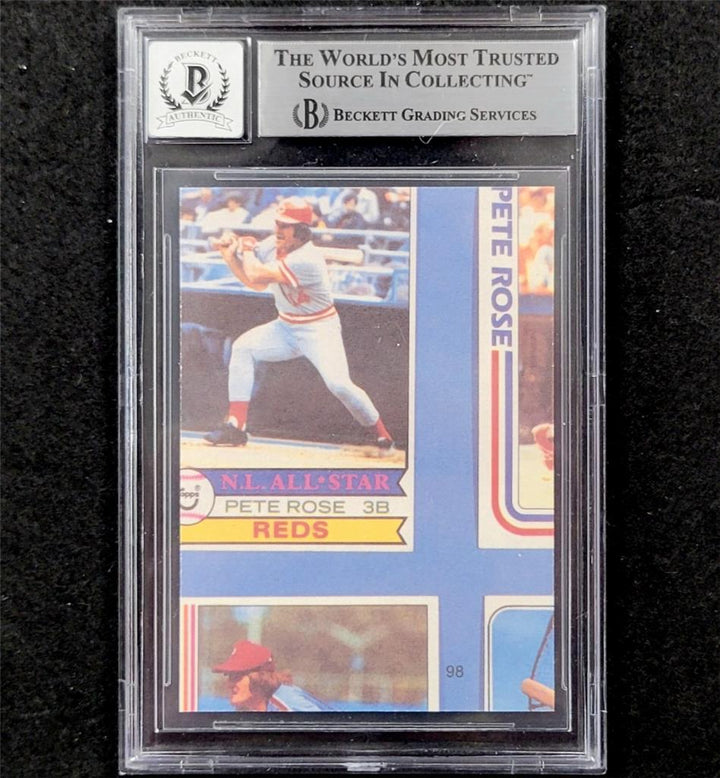 BECKETT
B
AUTHENTIC
THE WORLD'S MOST TRUSTED
SOURCE IN COLLECTING™
B BECKETT GRADING SERVICES
PETE ROSE
N.L. ALL★STAR
opps®
PETE ROSE 3B
REDS
98